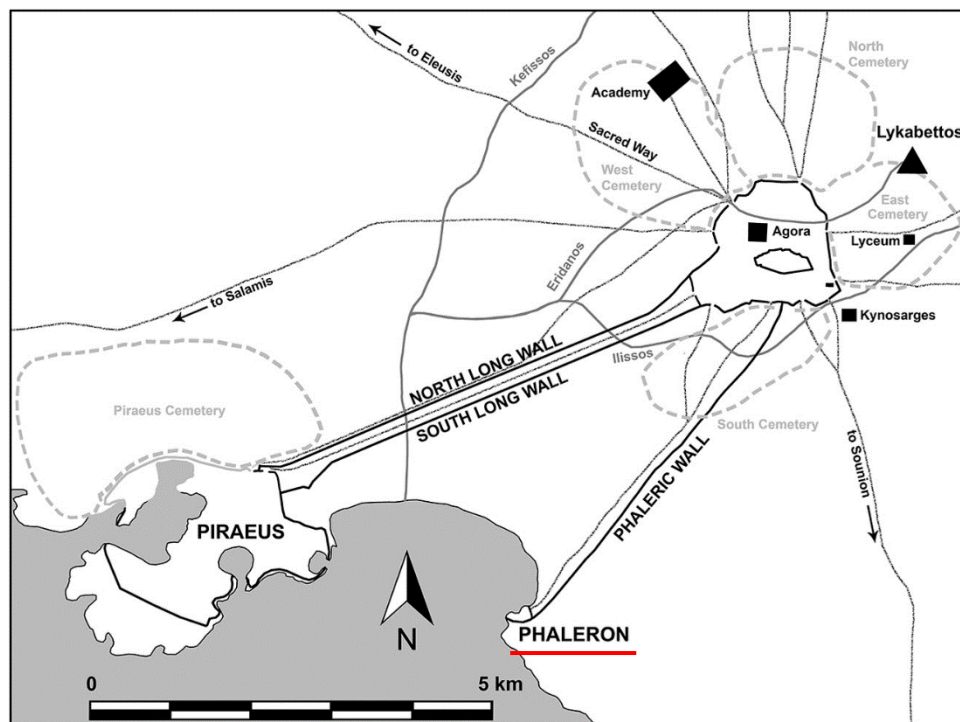 to Eleusis
Kefissos
North
Cemetery
Academy
Lykabettos
Sacred Way
West
Cemetery
East
Cemetery
Agora
Lyceum
Eridanos
to Salamis
Kynosarges
Ilissos
NORTH LONG WALL
SOUTH LONG WALL
Piraeus Cemetery
South Cemetery
to Sounion
PHALERIC WALL
PIRAEUS
N
PHALERON
0
5 km